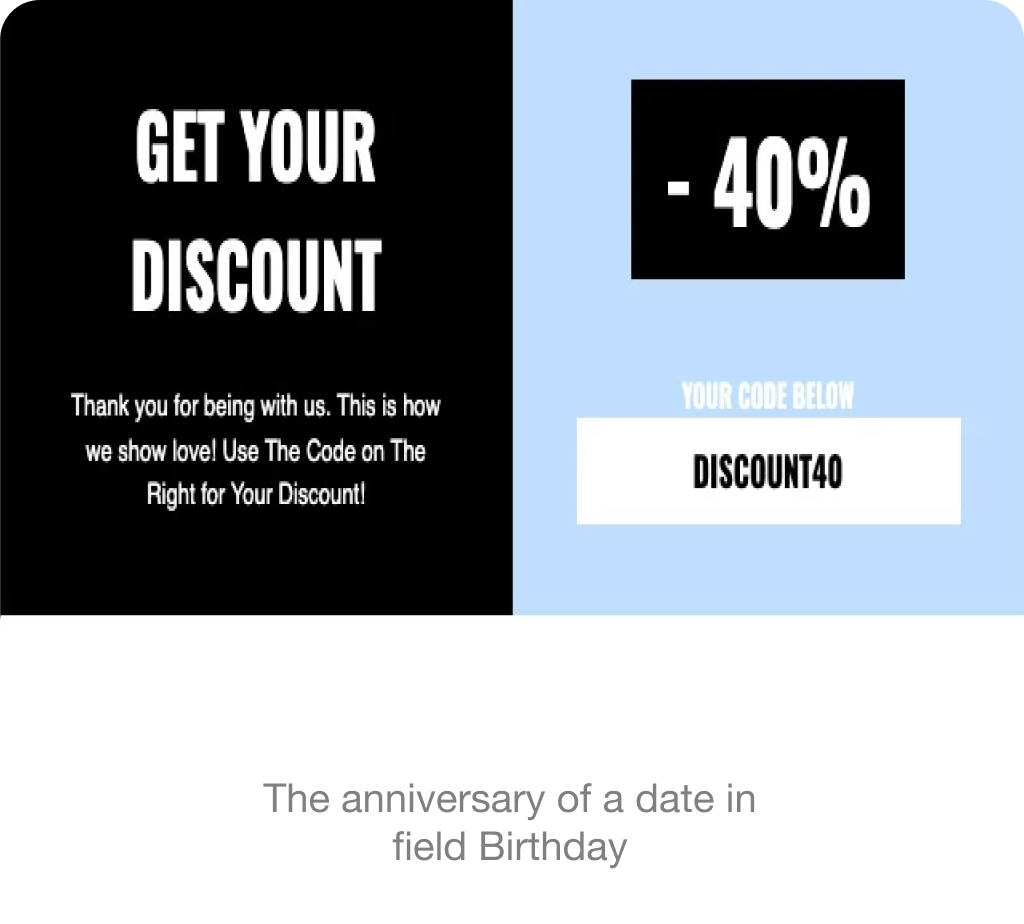 GET YOUR
DISCOUNT
Thank you for being with us. This is how
we show love! Use The Code on The
Right for Your Discount!
- 40%
YOUR CODE BELOW
DISCOUNT40
The anniversary of a date in
field Birthday